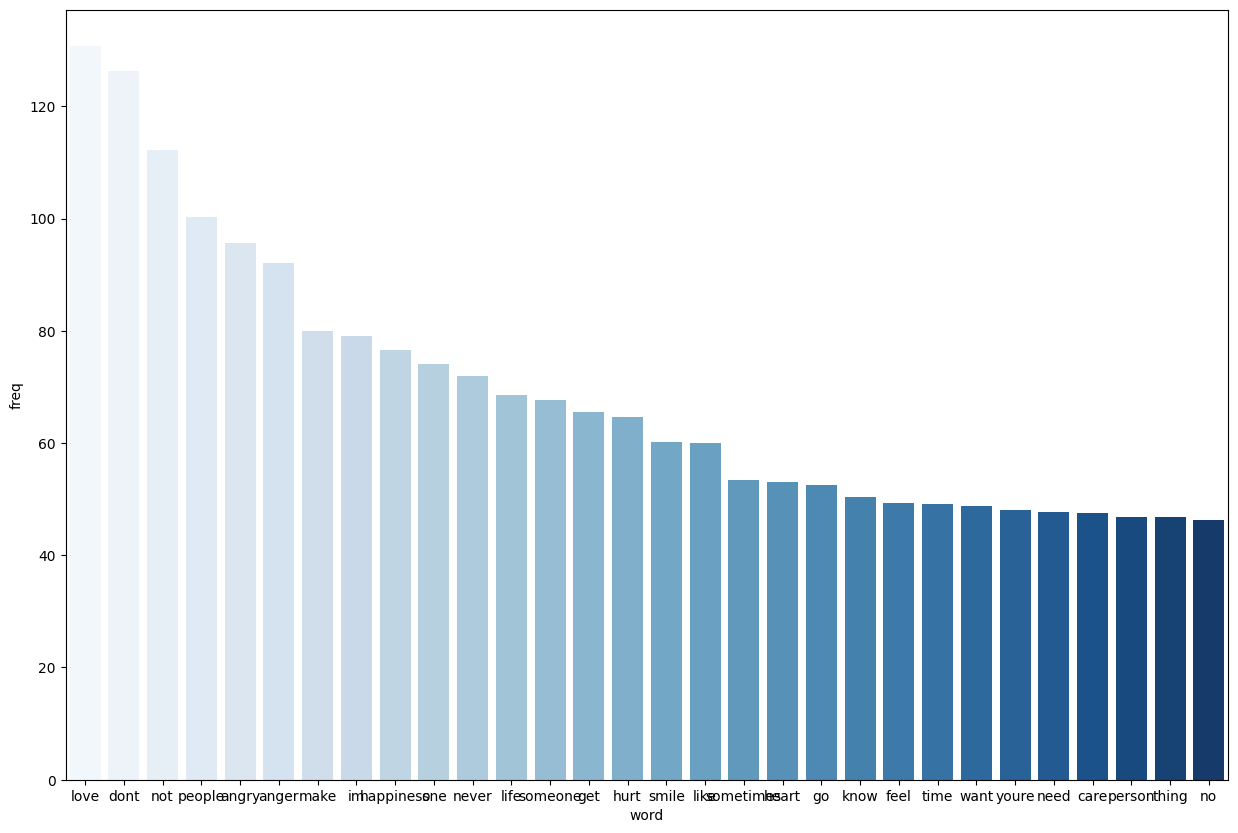 120
100
80
60
40
20
0
freq
love dont not people angry anger make im happiness one never life someone get hurt smile like sometimes heart go know feel time want youre need care person thing no
word